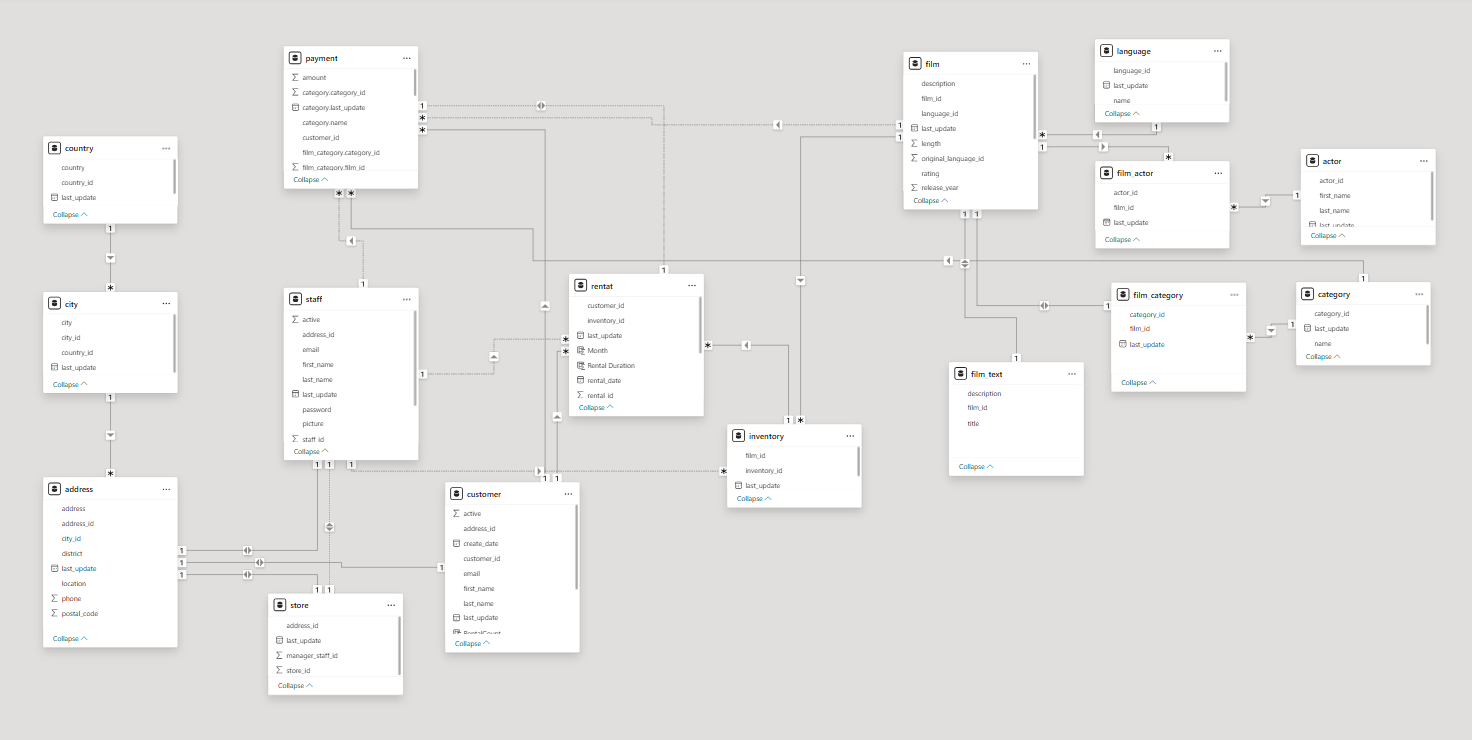 payment
amount
category.category_id
category.last_update
category.name
customer_id
film_category.category_id
film_category.film_id
Collapse
film
description
film_id
language_id
last_update
length
original_language_id
rating
release_year
Collapse
language
language_id
last_update
name
Collapse
country
country
country_id
last_update
Collapse
film_actor
actor_id
film_id
last_update
Collapse
actor
actor_id
first_name
last_name
last_update
Collapse
city
city
city_id
country_id
last_update
Collapse
staff
active
address_id
email
first_name
last_name
last_update
password
picture
staff_id
Collapse
rentat
customer_id
inventory_id
last_update
Month
Rental Duration
rental_date
rental_id
Collapse
film_category
category_id
film_id
last_update
Collapse
category
category_id
last_update
name
Collapse
film_text
description
film_id
title
Collapse
inventory
film_id
inventory_id
last_update
Collapse
address
address
address_id
city_id
district
last_update
location
phone
postal_code
Collapse
customer
active
address_id
create_date
customer_id
email
first_name
last_name
last_update
RentalCount
Collapse
store
address_id
last_update
manager_staff_id
store_id
Collapse